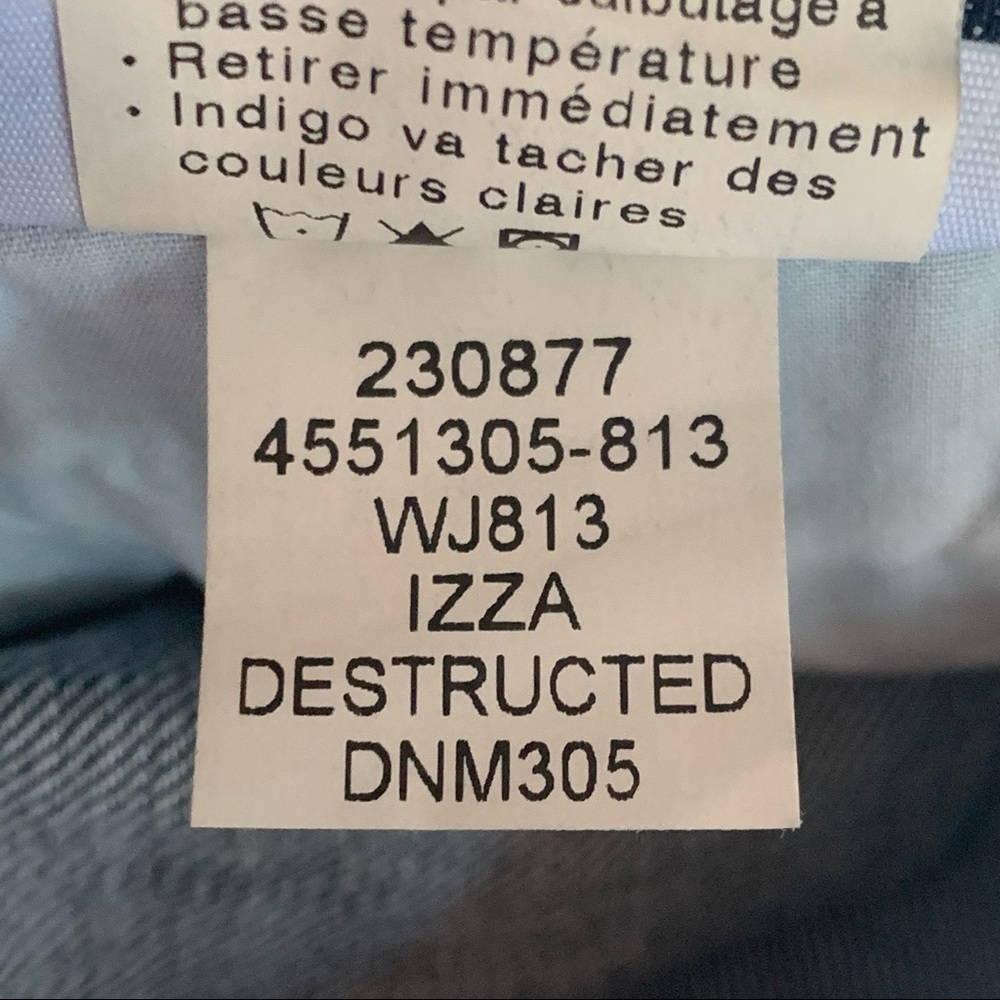 à
basse température
• Retirer immédiatement
• Indigo va tacher des
couleurs claires
230877
4551305-813
WJ813
IZZA
DESTRUCTED
DNM305